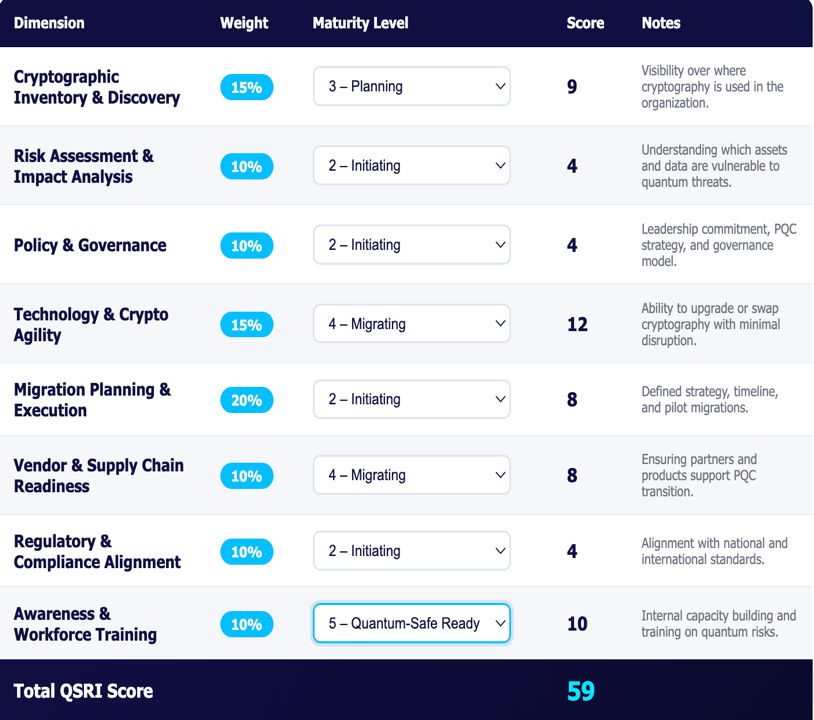 Dimension Weight Maturity Level Score Notes
Cryptographic
Inventory & Discovery
15%
3 – Planning
9
Visibility over where
cryptography is used in the
organization.
Risk Assessment &
Impact Analysis
10%
2 – Initiating
4
Understanding which assets
and data are vulnerable to
quantum threats.
Policy & Governance
10%
2 – Initiating
4
Leadership commitment, PQC
strategy, and governance
model.
Technology & Crypto
Agility
15%
4 – Migrating
12
Ability to upgrade or swap
cryptography with minimal
disruption.
Migration Planning &
Execution
20%
2 – Initiating
8
Defined strategy, timeline,
and pilot migrations.
Vendor & Supply Chain
Readiness
10%
4 – Migrating
8
Ensuring partners and
products support PQC
transition.
Regulatory &
Compliance Alignment
10%
2 – Initiating
4
Alignment with national and
international standards.
Awareness &
Workforce Training
10%
5 – Quantum-Safe Ready
10
Internal capacity building and
training on quantum risks.
Total QSRI Score 59